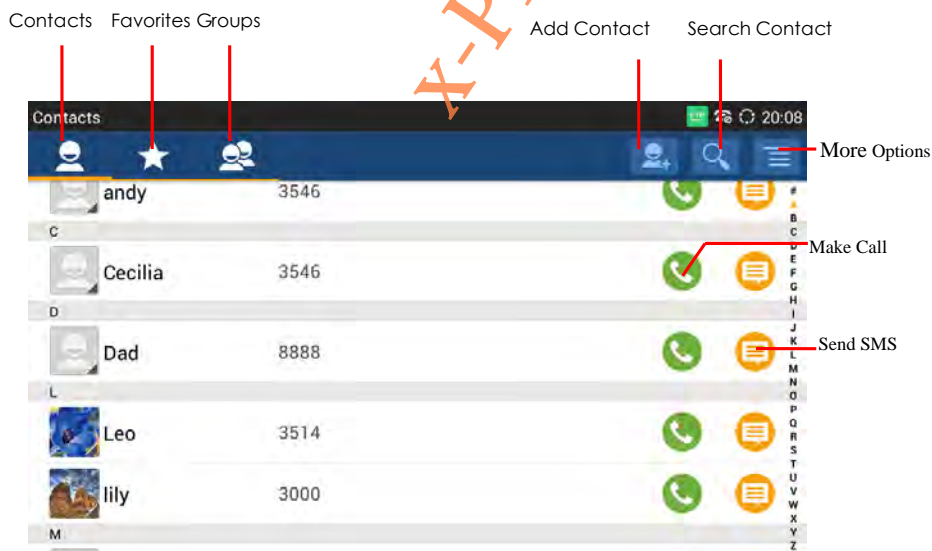 Contacts Favorites Groups
Add Contact Search Contact
x-P
Contacts
20:08
More Options
andy 3546
C
Make Call
Cecilia 3546
D
Dad 8888
Send SMS
L
Leo 3514
lily 3000
M
#
B
C
D
E
F
G
H
I
J
K
L
M
N
O
P
Q
R
S
T
U
V
W
X
Y
Z